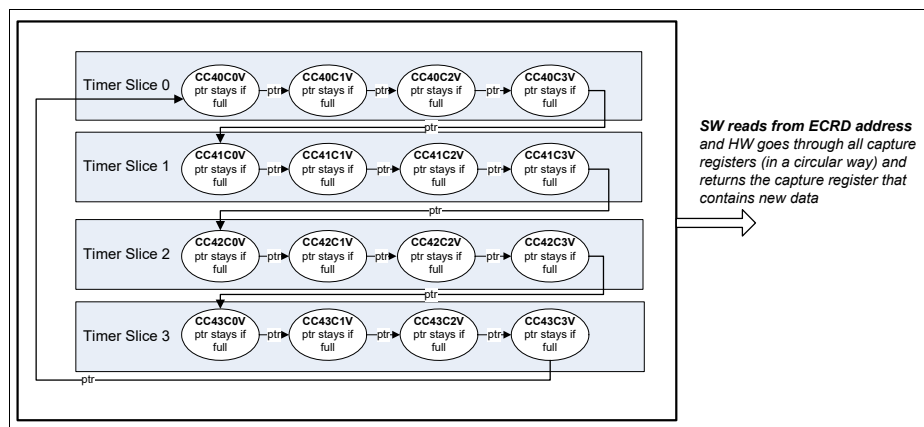 Timer Slice 0
CC40C0V
ptr stays if
full
ptr
CC40C1V
ptr stays if
full
ptr
CC40C2V
ptr stays if
full
ptr
CC40C3V
ptr stays if
full
ptr
Timer Slice 1
CC41C0V
ptr stays if
full
ptr
CC41C1V
ptr stays if
full
ptr
CC41C2V
ptr stays if
full
ptr
CC41C3V
ptr stays if
full
ptr
Timer Slice 2
CC42C0V
ptr stays if
full
ptr
CC42C1V
ptr stays if
full
ptr
CC42C2V
ptr stays if
full
ptr
CC42C3V
ptr stays if
full
ptr
Timer Slice 3
CC43C0V
ptr stays if
full
ptr
CC43C1V
ptr stays if
full
ptr
CC43C2V
ptr stays if
full
ptr
CC43C3V
ptr stays if
full
ptr
SW reads from ECRD address
and HW goes through all capture
registers (in a circular way) and
returns the capture register that
contains new data